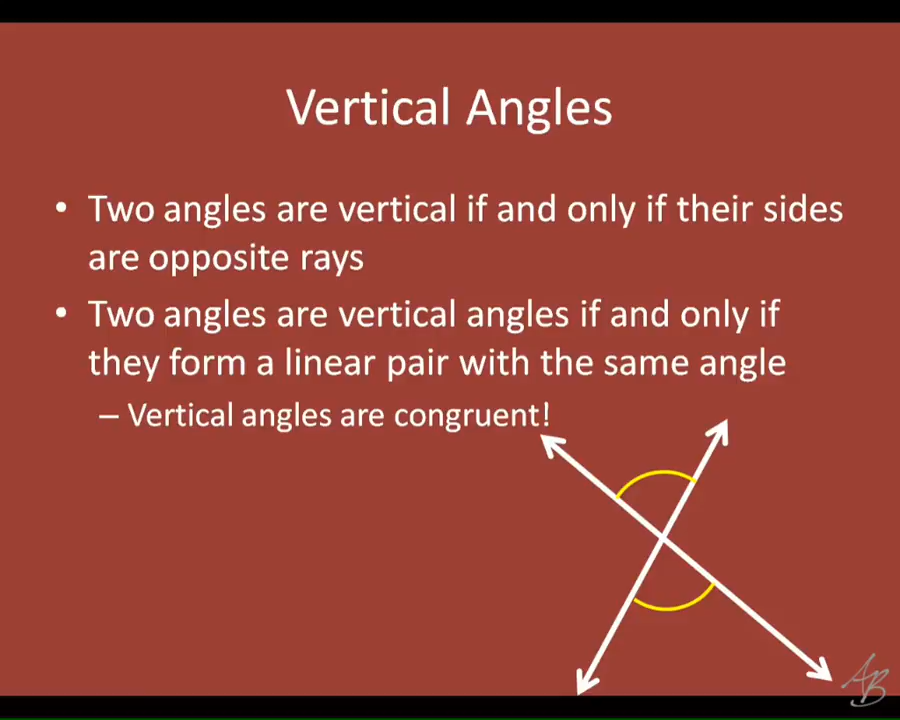 Vertical Angles
• Two angles are vertical if and only if their sides
are opposite rays
• Two angles are vertical angles if and only if
they form a linear pair with the same angle
– Vertical angles are congruent!
AB